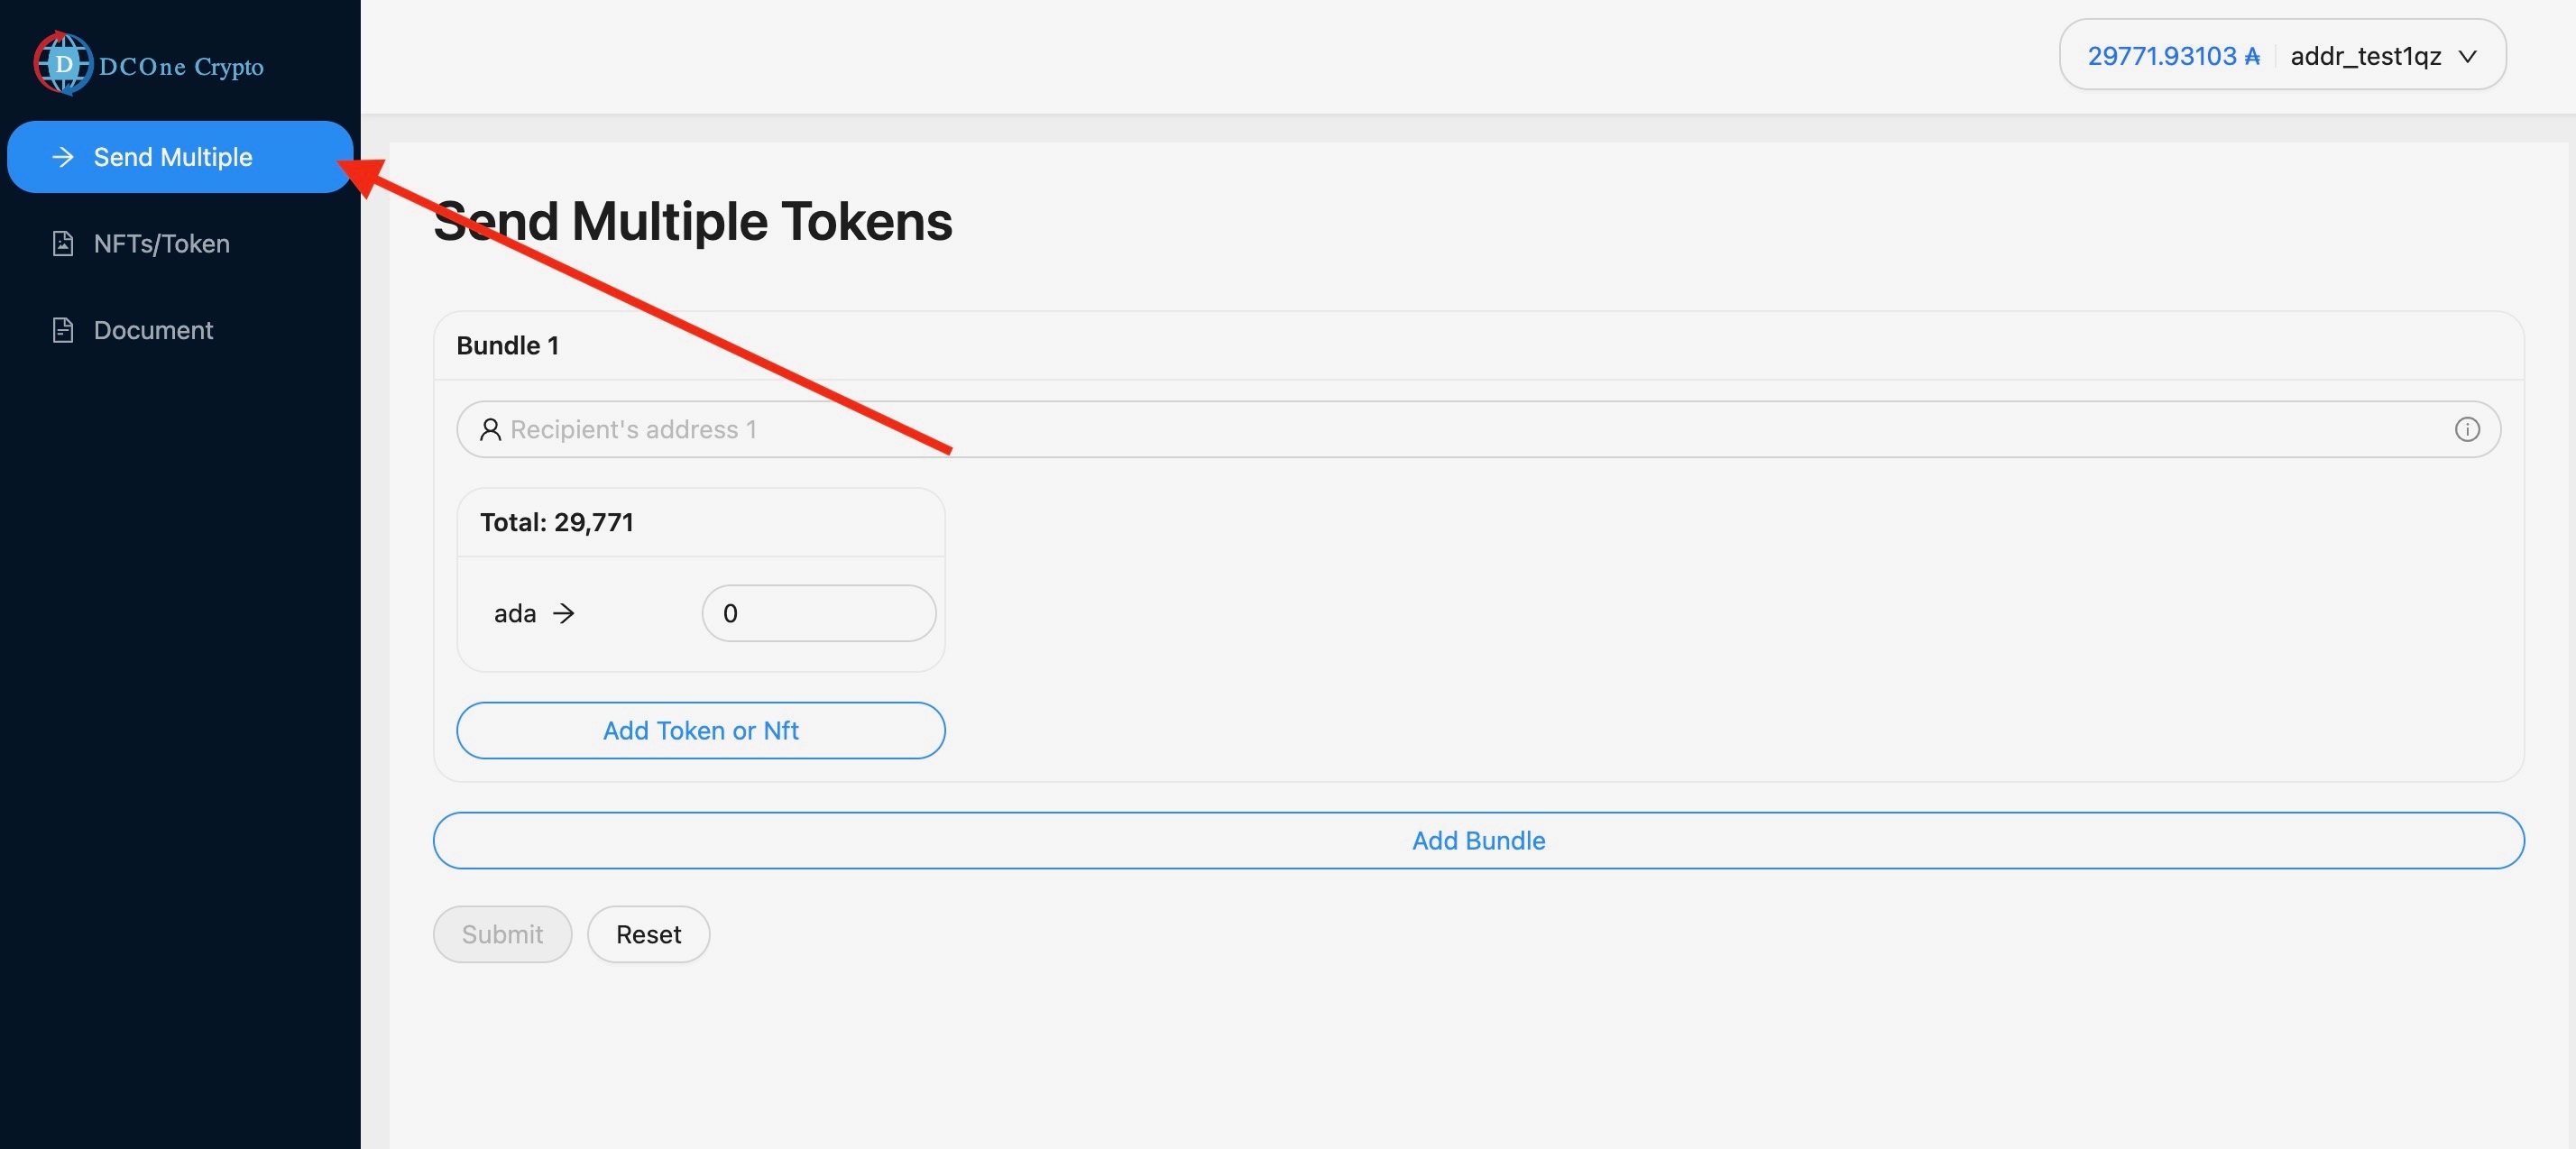 D DCOne Crypto
29771.93103 ₳ addr_test1qz
Send Multiple
NFTs/Token
Document
Send Multiple Tokens
Bundle 1
Recipient's address 1
Total: 29,771
ada → 0
Add Token or Nft
Add Bundle
Submit Reset